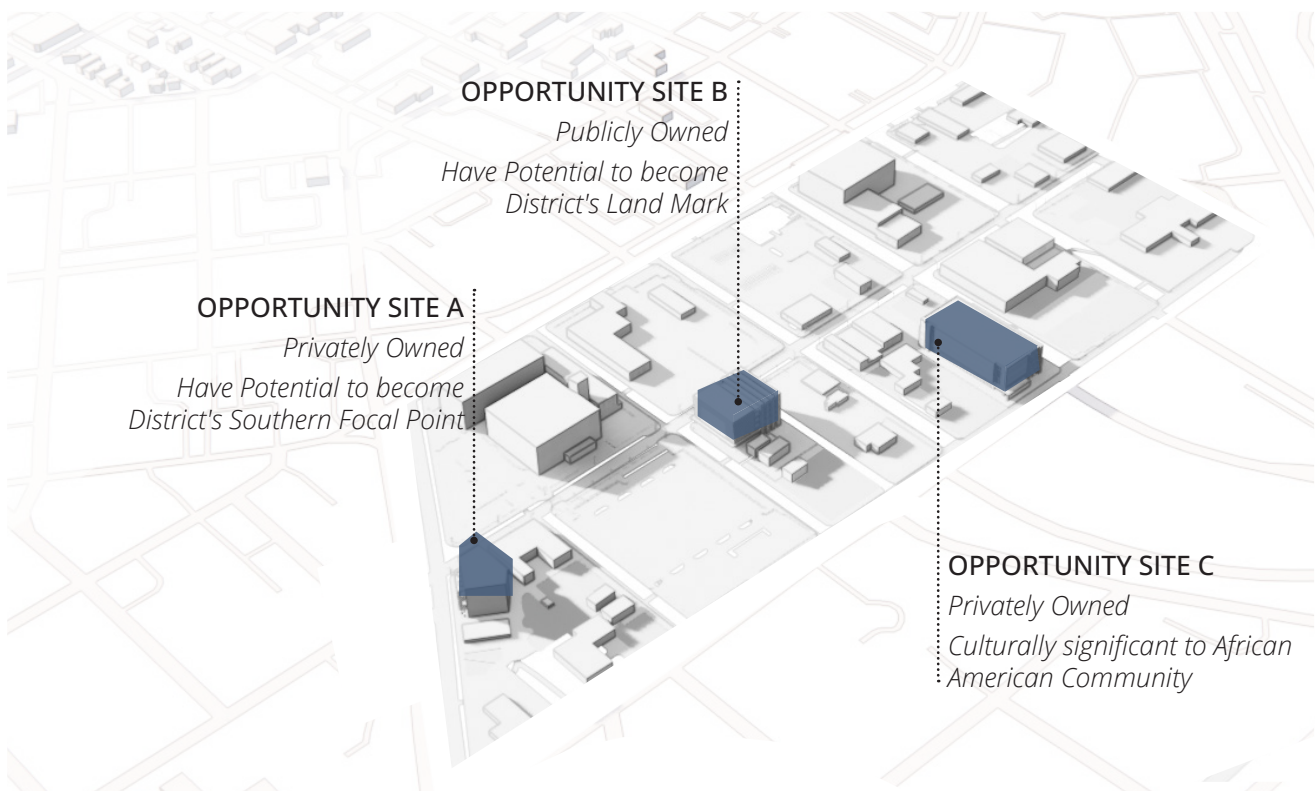 OPPORTUNITY SITE B
Publicly Owned
Have Potential to become
District's Land Mark
OPPORTUNITY SITE A
Privately Owned
Have Potential to become
District's Southern Focal Point
OPPORTUNITY SITE C
Privately Owned
Culturally significant to African
American Community